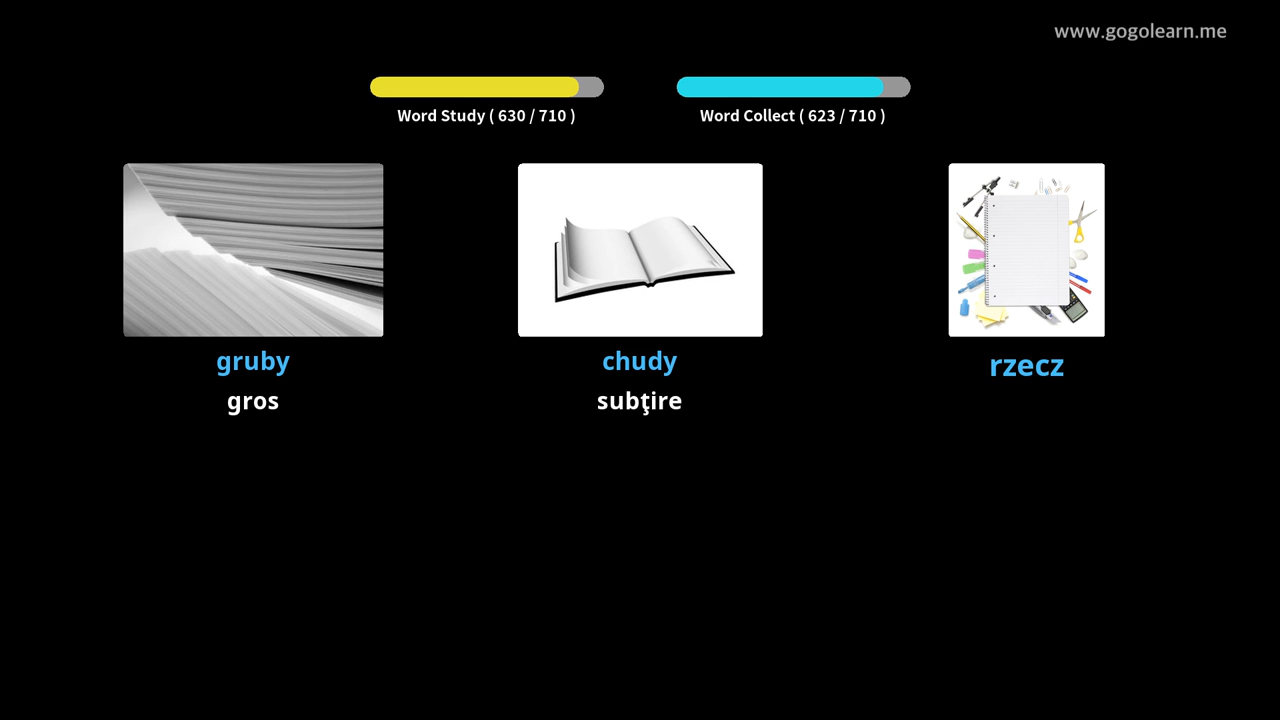 www.gogolearn.me
Word Study ( 630 / 710 )
Word Collect ( 623 / 710 )
gruby
chudy
rzecz
gros
subţire